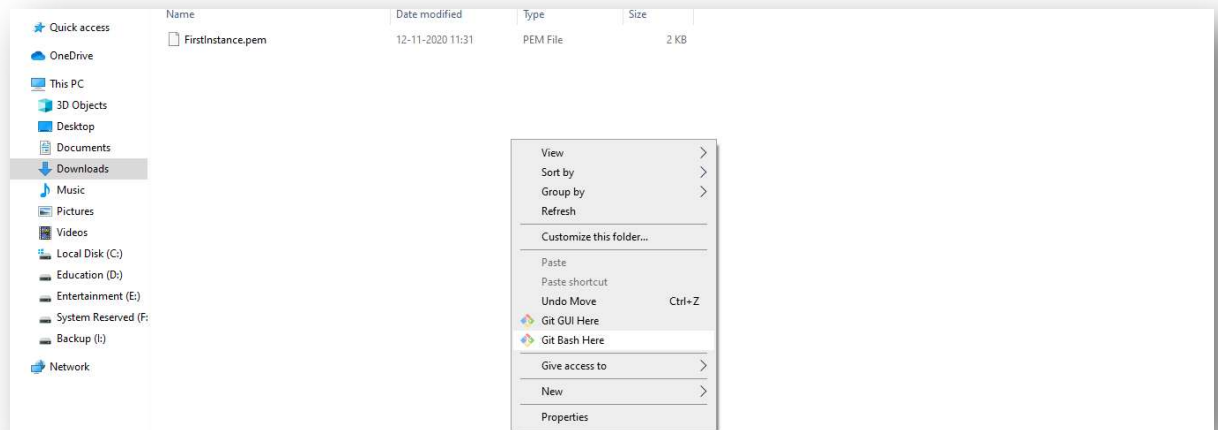 Name Date modified Type Size
Quick access
FirstInstance.pem 12-11-2020 11:31 PEM File 2 KB
OneDrive
This PC
3D Objects
Desktop
Documents
Downloads
Music
Pictures
Videos
Local Disk (C:)
Education (D:)
Entertainment (E:)
System Reserved (F:
Backup (I:)
Network
View
Sort by
Group by
Refresh
Customize this folder...
Paste
Paste shortcut
Undo Move Ctrl+Z
Git GUI Here
Git Bash Here
Give access to
New
Properties